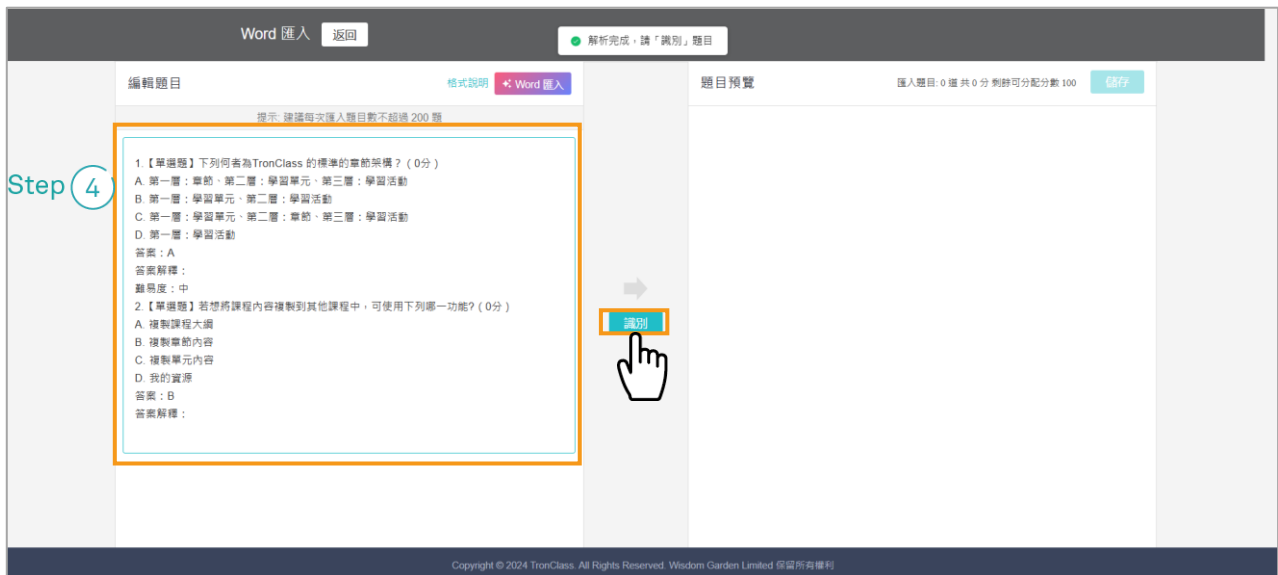 Word 匯入 返回
解析完成，請「識別」題目
編輯題目 格式說明 Word 匯入
提示: 建議每次匯入題目數不超過 200 題
Step 4
1.【單選題】下列何者為TronClass 的標準的章節架構？ ( 0分 )
A. 第一層：章節、第二層：學習單元、第三層：學習活動
B. 第一層：學習單元、第二層：學習活動
C. 第一層：學習單元、第二層：章節、第三層：學習活動
D. 第一層：學習活動
答案：A
答案解釋：
難易度：中
2.【單選題】若想將課程內容複製到其他課程中，可使用下列哪一功能? ( 0分 )
A. 複製課程大綱
B. 複製章節內容
C. 複製單元內容
D. 我的資源
答案：B
答案解釋：
識別
題目預覽 匯入題目: 0 道 共 0 分 剩餘可分配分數 100 儲存
Copyright © 2024 TronClass. All Rights Reserved. Wisdom Garden Limited 保留所有權利